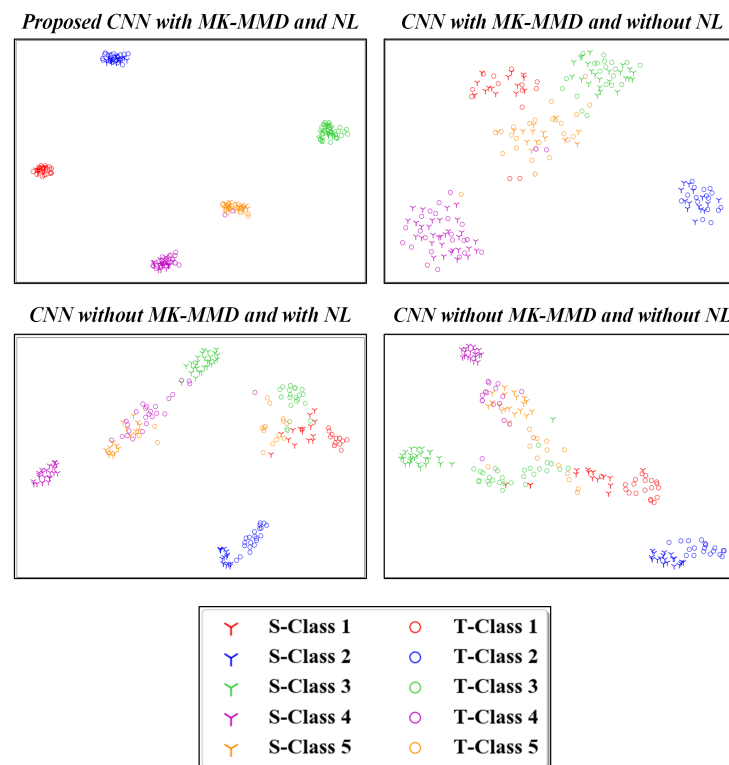 Proposed CNN with MK-MMD and NL
CNN with MK-MMD and without NL
CNN without MK-MMD and with NL
CNN without MK-MMD and without NL
S-Class 1 T-Class 1
S-Class 2 T-Class 2
S-Class 3 T-Class 3
S-Class 4 T-Class 4
S-Class 5 T-Class 5